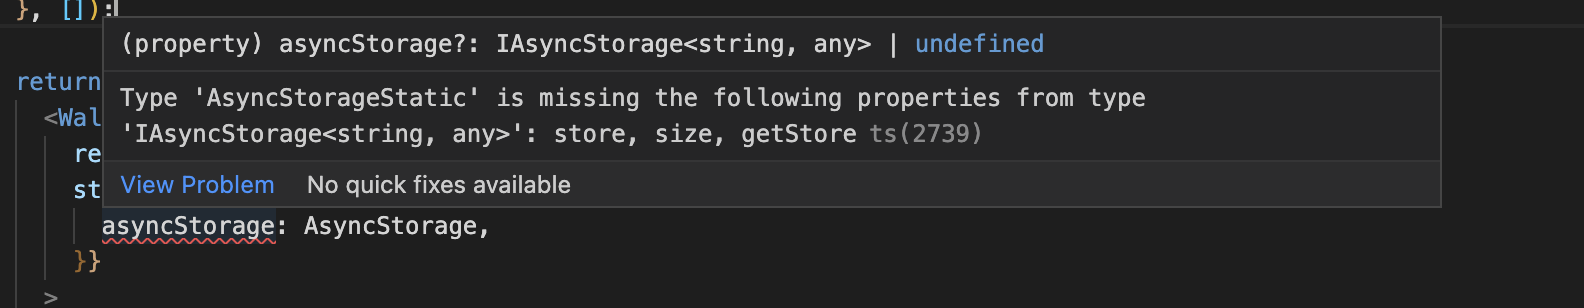 }, []);
(property) asyncStorage?: IAsyncStorage<string, any> | undefined
return
Type 'AsyncStorageStatic' is missing the following properties from type
<Wal
'IAsyncStorage<string, any>': store, size, getStore ts(2739)
re
View Problem No quick fixes available
st
asyncStorage: AsyncStorage,
}}
>